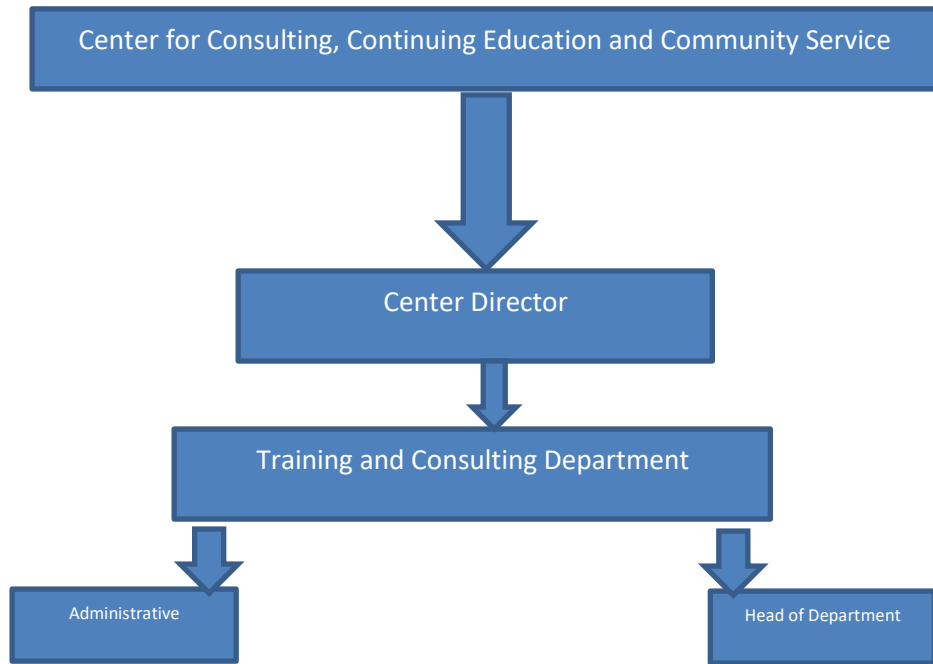 Center for Consulting, Continuing Education and Community Service
Center Director
Training and Consulting Department
Administrative
Head of Department